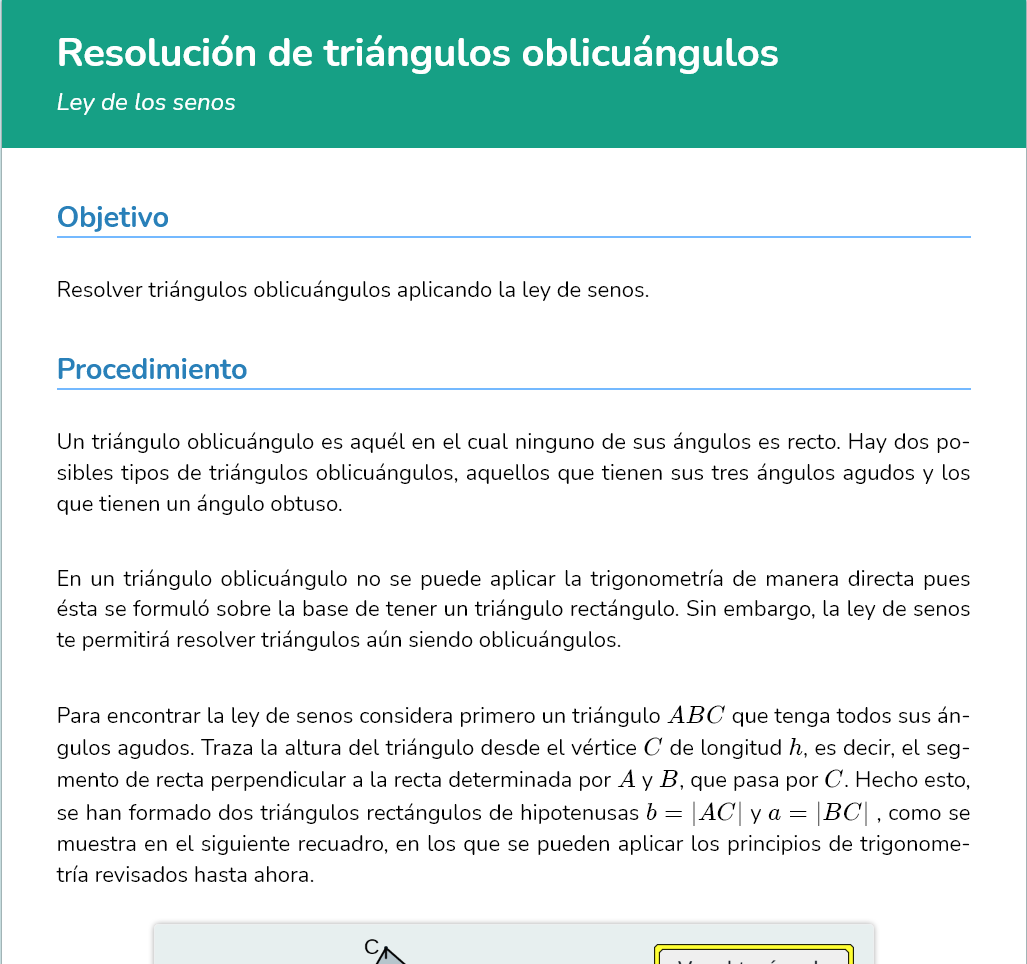 Resolución de triángulos oblicuángulos
Ley de los senos
Objetivo
Resolver triángulos oblicuángulos aplicando la ley de senos.
Procedimiento
Un triángulo oblicuángulo es aquél en el cual ninguno de sus ángulos es recto. Hay dos po-
sibles tipos de triángulos oblicuángulos, aquellos que tienen sus tres ángulos agudos y los
que tienen un ángulo obtuso.
En un triángulo oblicuángulo no se puede aplicar la trigonometría de manera directa pues
ésta se formuló sobre la base de tener un triángulo rectángulo. Sin embargo, la ley de senos
te permitirá resolver triángulos aún siendo oblicuángulos.
Para encontrar la ley de senos considera primero un triángulo ABC que tenga todos sus án-
gulos agudos. Traza la altura del triángulo desde el vértice C de longitud h, es decir, el seg-
mento de recta perpendicular a la recta determinada por A y B, que pasa por C. Hecho esto,
se han formado dos triángulos rectángulos de hipotenusas b = |AC| y a = |BC| , como se
muestra en el siguiente recuadro, en los que se pueden aplicar los principios de trigonome-
tría revisados hasta ahora.
C